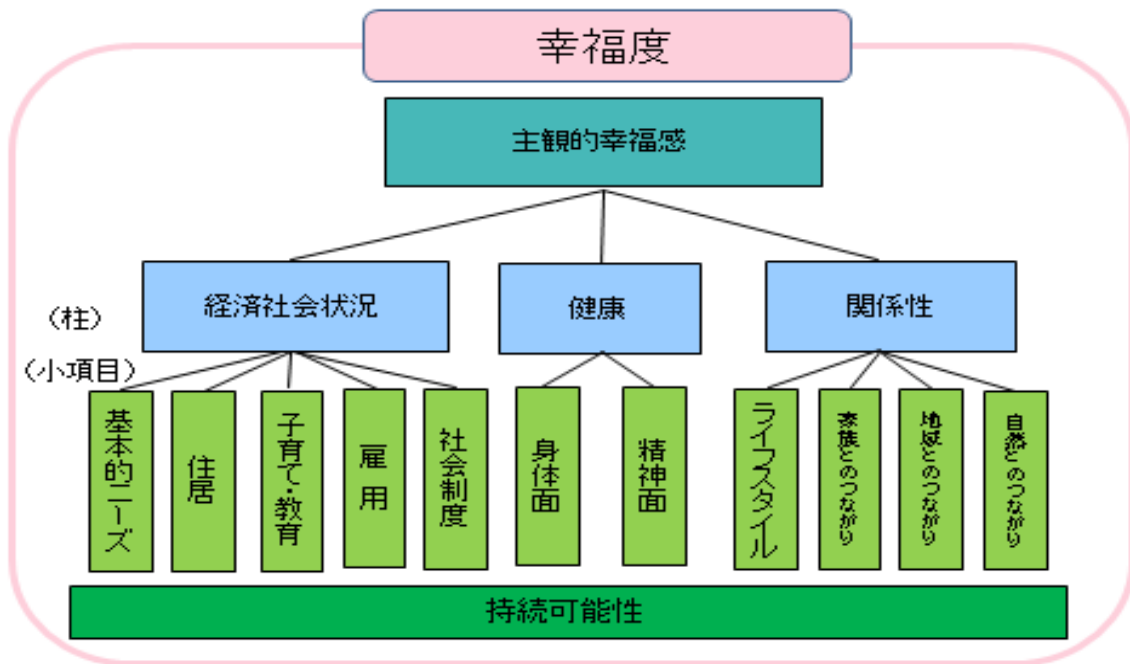 幸福度
主観的幸福感
経済社会状況
健康
関係性
（柱）
（小項目）
基本的ニーズ
住居
子育て・教育
雇用
社会制度
身体面
精神面
ライフスタイル
家族とのつながり
地域とのつながり
自然とのつながり
持続可能性